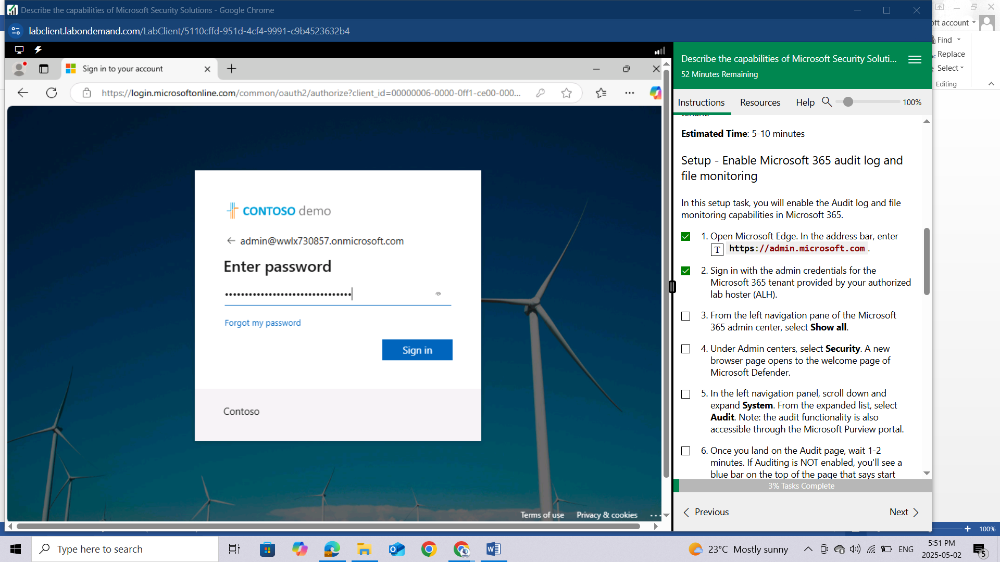 Describe the capabilities of Microsoft Security Solutions - Google Chrome
labclient.labondemand.com/LabClient/5110cffd-951d-4cf4-9991-c9b4523632b4
Sign in to your account
https://login.microsoftonline.com/common/oauth2/authorize?client_id=00000006-0000-0ff1-ce00-000...
CONTOSO demo
admin@wwlx730857.onmicrosoft.com
Enter password
Forgot my password
Sign in
Contoso
Terms of use Privacy & cookies ...
Describe the capabilities of Microsoft Security Soluti...
52 Minutes Remaining
Instructions Resources Help 100%
tenant.
Estimated Time: 5-10 minutes
Setup - Enable Microsoft 365 audit log and
file monitoring
In this setup task, you will enable the Audit log and file
monitoring capabilities in Microsoft 365.
1. Open Microsoft Edge. In the address bar, enter
T https://admin.microsoft.com .
2. Sign in with the admin credentials for the
Microsoft 365 tenant provided by your authorized
lab hoster (ALH).
3. From the left navigation pane of the Microsoft
365 admin center, select Show all.
4. Under Admin centers, select Security. A new
browser page opens to the welcome page of
Microsoft Defender.
5. In the left navigation panel, scroll down and
expand System. From the expanded list, select
Audit. Note: the audit functionality is also
accessible through the Microsoft Purview portal.
6. Once you land on the Audit page, wait 1-2
minutes. If Auditing is NOT enabled, you'll see a
blue bar on the top of the page that says start
3% Tasks Complete
Previous Next
oft account
Find
Replace
Select
Editing
100%
Type here to search
23°C Mostly sunny
ENG
5:51 PM
2025-05-02
5